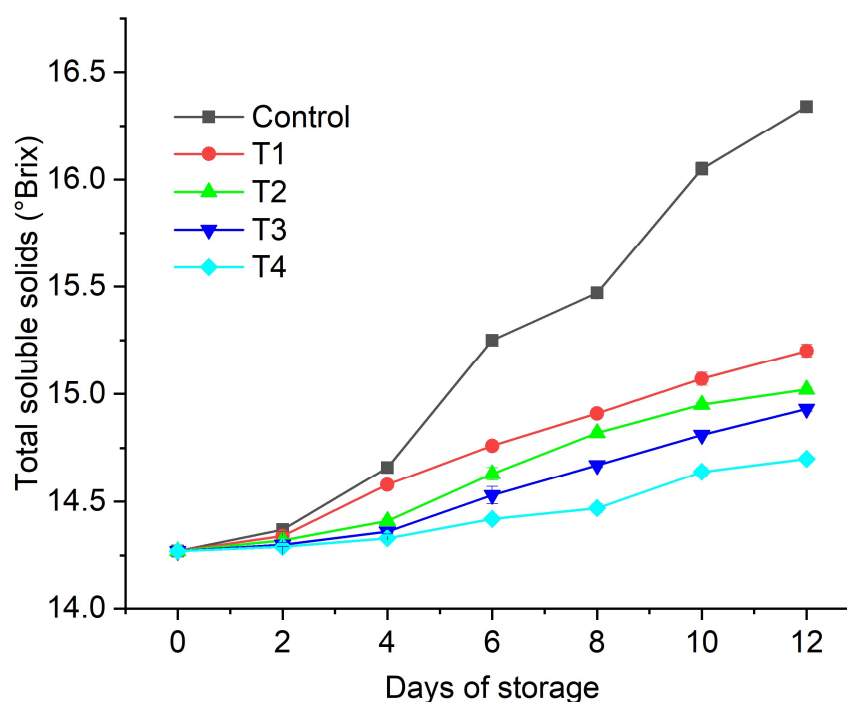 Total soluble solids (°Brix)
16.5
16.0
15.5
15.0
14.5
14.0
Control
T1
T2
T3
T4
0 2 4 6 8 10 12
Days of storage